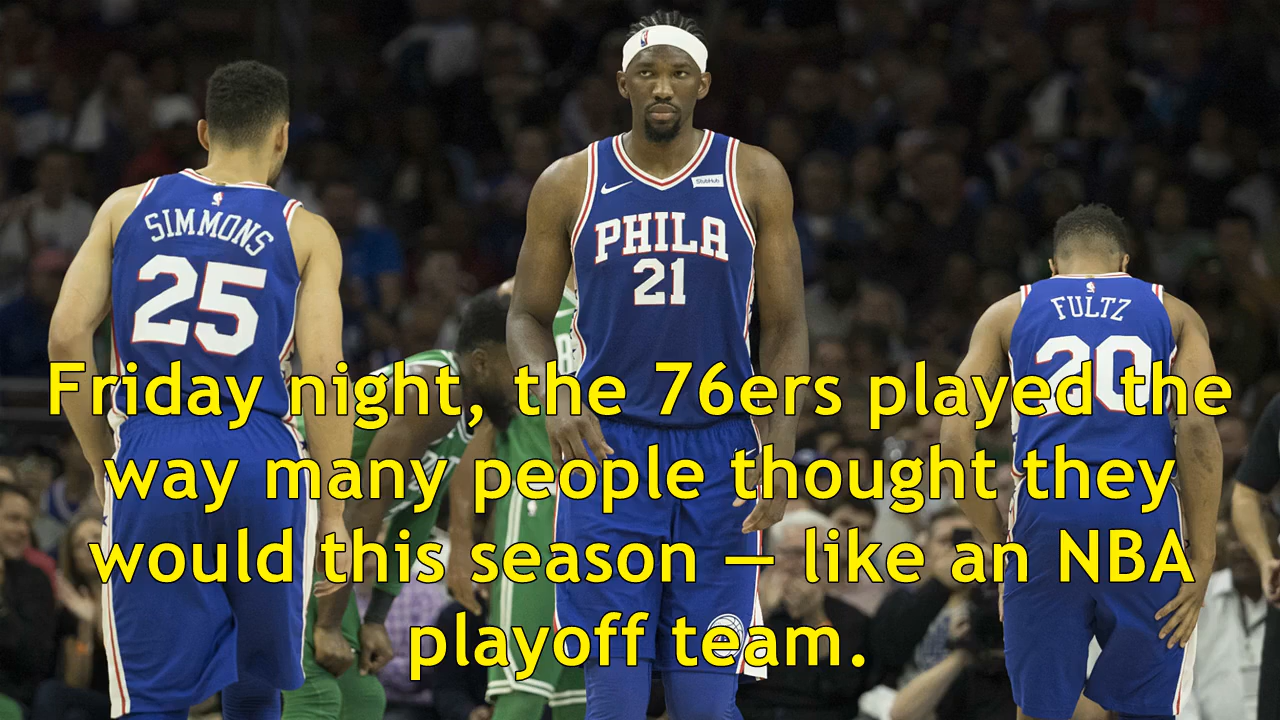 SIMMONS
25
StubHub
PHILA
21
FULTZ
20
Friday night, the 76ers played the
way many people thought they
would this season — like an NBA
playoff team.